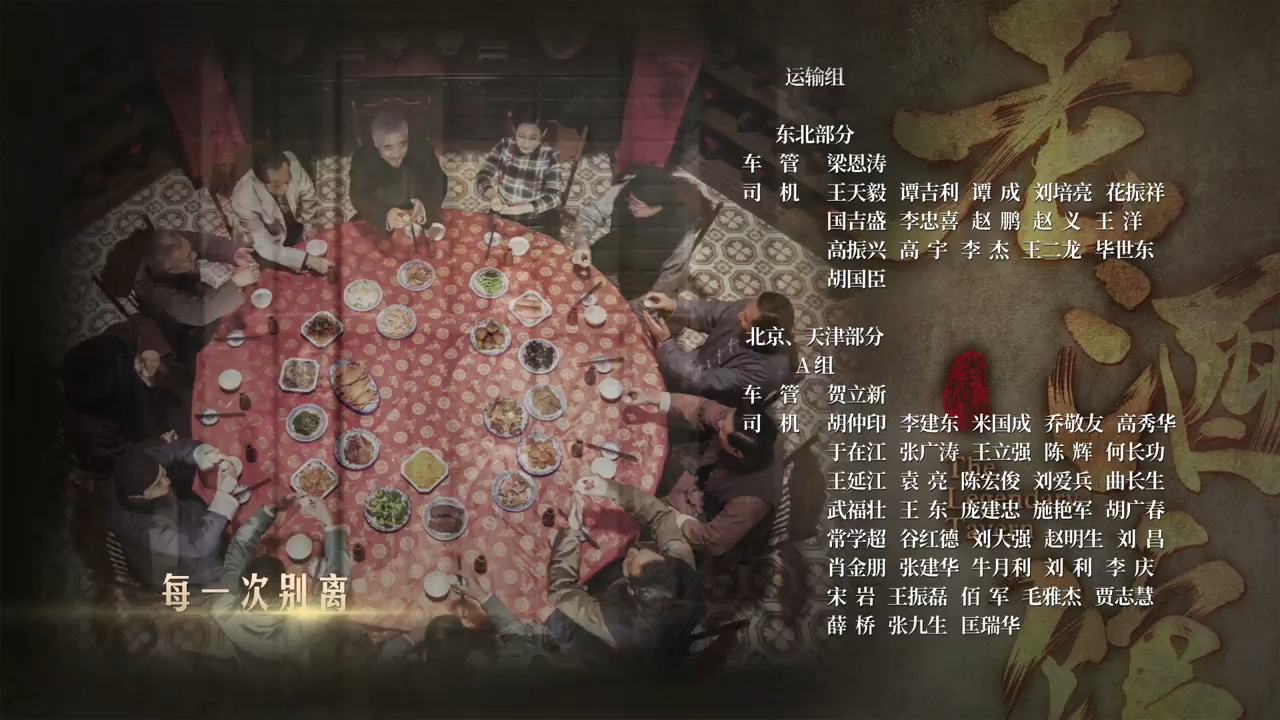 运输组
东北部分
车 管 梁恩涛
司 机 王天毅 谭吉利 谭 成 刘培亮 花振祥
国吉盛 李忠喜 赵 鹏 赵 义 王 洋
高振兴 高 宇 李 杰 王二龙 毕世东
胡国臣
北京、天津部分
A 组
车 管 贺立新
司 机 胡仲印 李建东 米国成 乔敬友 高秀华
于在江 张广涛 王立强 陈 辉 何长功
王延江 袁 亮 陈宏俊 刘爱兵 曲长生
武福壮 王 东 庞建忠 施艳军 胡广春
常学超 谷红德 刘大强 赵明生 刘 昌
肖金朋 张建华 牛月利 刘 利 李 庆
宋 岩 王振磊 佰 军 毛雅杰 贾志慧
薛 桥 张九生 匡瑞华
每一次别离
老酒馆
The
Legendary
Tavern